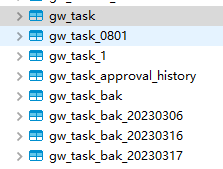 gw_task
gw_task_0801
gw_task_1
gw_task_approval_history
gw_task_bak
gw_task_bak_20230306
gw_task_bak_20230316
gw_task_bak_20230317